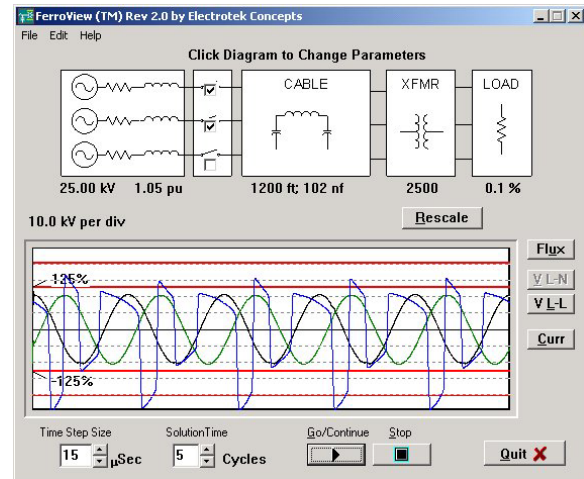 FerroView (TM) Rev 2.0 by Electrotek Concepts
File Edit Help
Click Diagram to Change Parameters
CABLE XFMR LOAD
25.00 kV 1.05 pu 1200 ft; 102 nf 2500 0.1 %
10.0 kV per div Rescale
125%
-125%
Flux
V L-N
V L-L
Curr
Time Step Size SolutionTime Go/Continue Stop
15 µSec 5 Cycles Quit